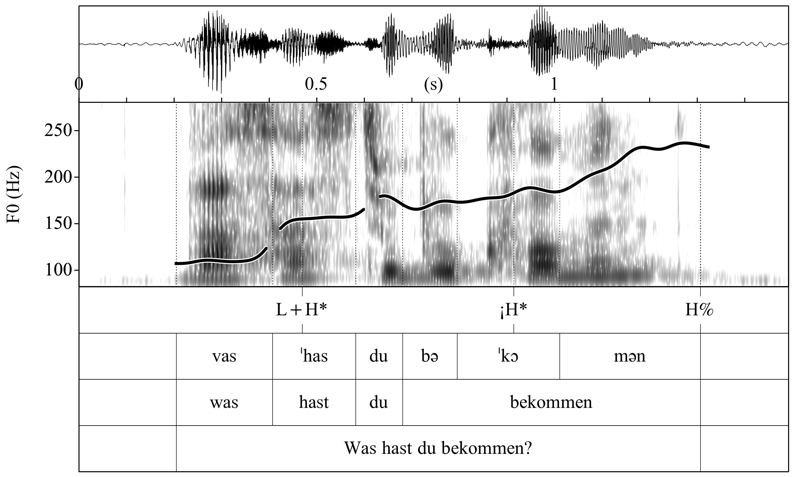 0 0.5 (s) 1
250
200
150
100
F0 (Hz)
L+H* ¡H* H%
vas ˈhas du bə ˈkɔ mən
was hast du bekommen
Was hast du bekommen?